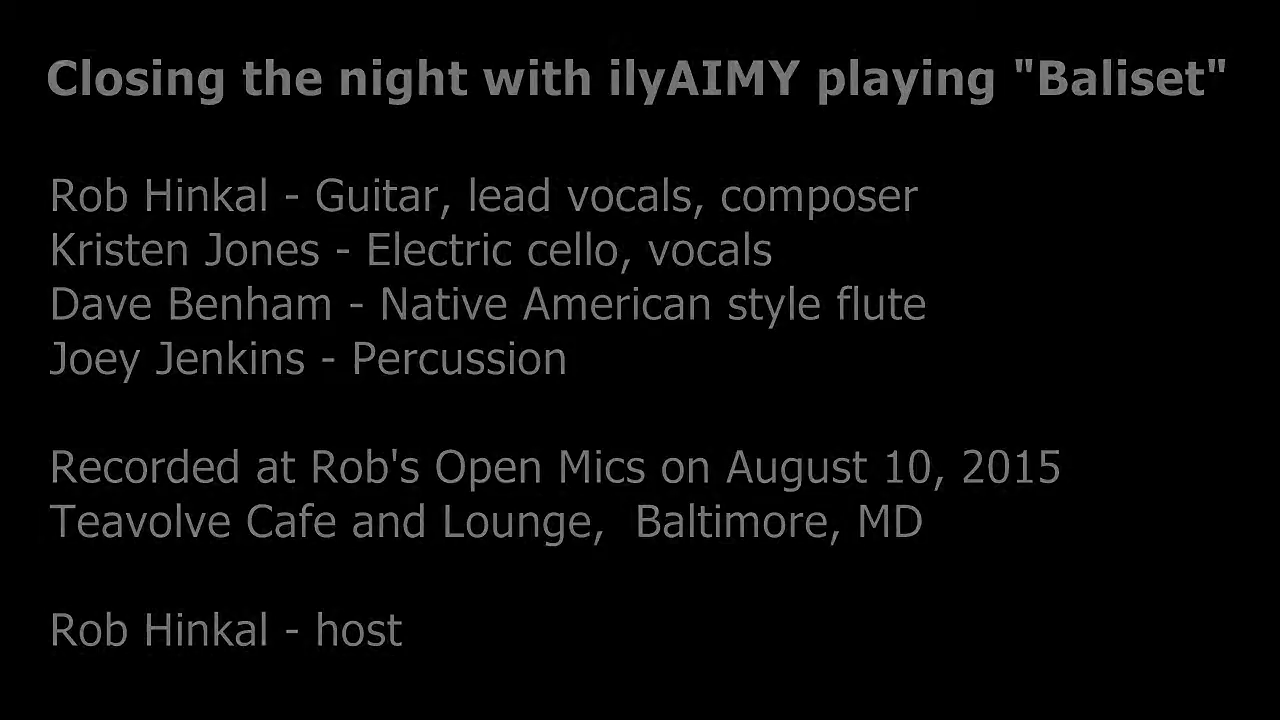 Closing the night with ilyAIMY playing "Baliset"
Rob Hinkal - Guitar, lead vocals, composer
Kristen Jones - Electric cello, vocals
Dave Benham - Native American style flute
Joey Jenkins - Percussion
Recorded at Rob's Open Mics on August 10, 2015
Teavolve Cafe and Lounge,  Baltimore, MD
Rob Hinkal - host